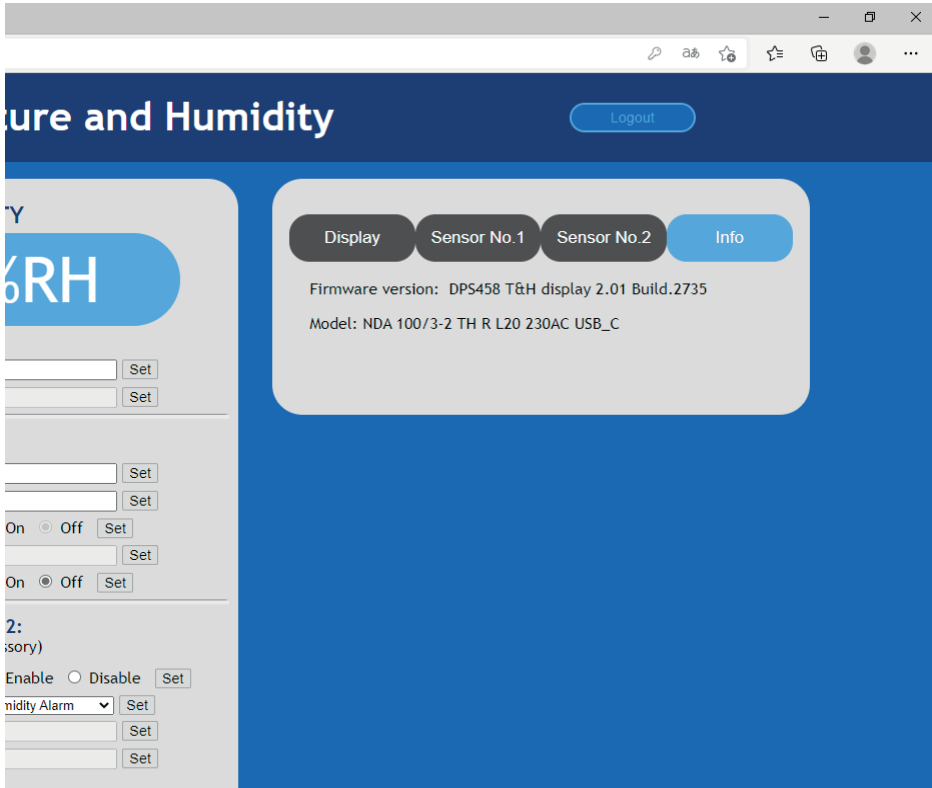 ture and Humidity
Logout
TY
%RH
Set
Set
Set
Set
On Off Set
Set
On Off Set
2:
ssory)
Enable Disable Set
midity Alarm Set
Set
Set
Display Sensor No.1 Sensor No.2 Info
Firmware version: DPS458 T&H display 2.01 Build.2735
Model: NDA 100/3-2 TH R L20 230AC USB_C